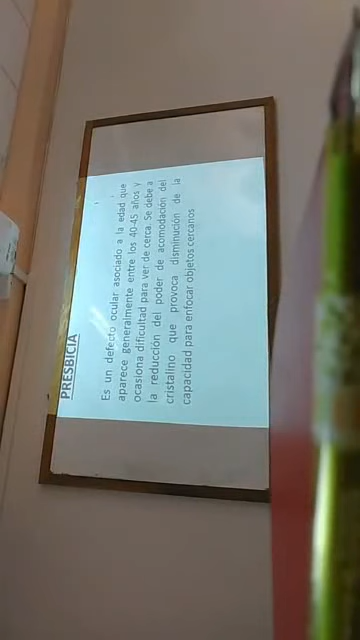 PRESBICIA
Es un defecto ocular asociado a la edad que
aparece generalmente entre los 40-45 años y
ocasiona dificultad para ver de cerca. Se debe a
la reducción del poder de acomodación del
cristalino que provoca disminución de la
capacidad para enfocar objetos cercanos